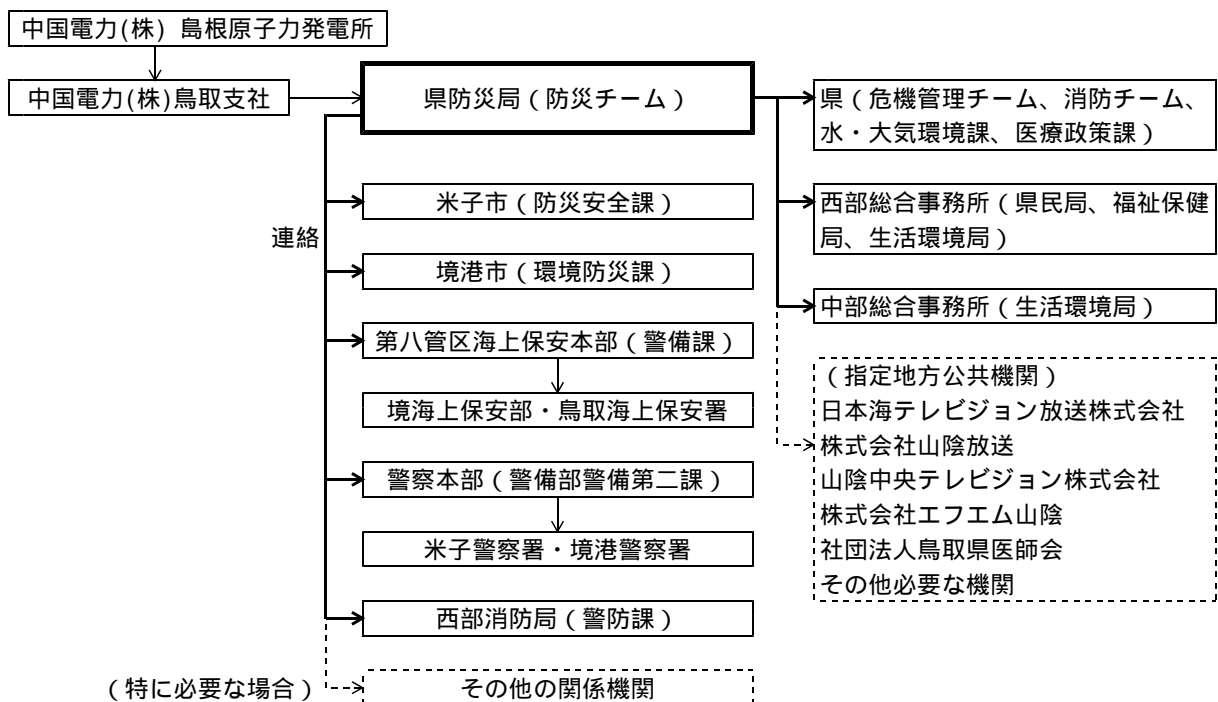 中国電力(株) 島根原子力発電所
中国電力(株)鳥取支社
県防災局（防災チーム）
県（危機管理チーム、消防チーム、
水・大気環境課、医療政策課）
米子市（防災安全課）
西部総合事務所（県民局、福祉保健
局、生活環境局）
連絡
境港市（環境防災課）
中部総合事務所（生活環境局）
第八管区海上保安本部（警備課）
境海上保安部・鳥取海上保安署
警察本部（警備部警備第二課）
米子警察署・境港警察署
西部消防局（警防課）
（指定地方公共機関）
日本海テレビジョン放送株式会社
株式会社山陰放送
山陰中央テレビジョン株式会社
株式会社エフエム山陰
社団法人鳥取県医師会
その他必要な機関
（特に必要な場合）
その他の関係機関